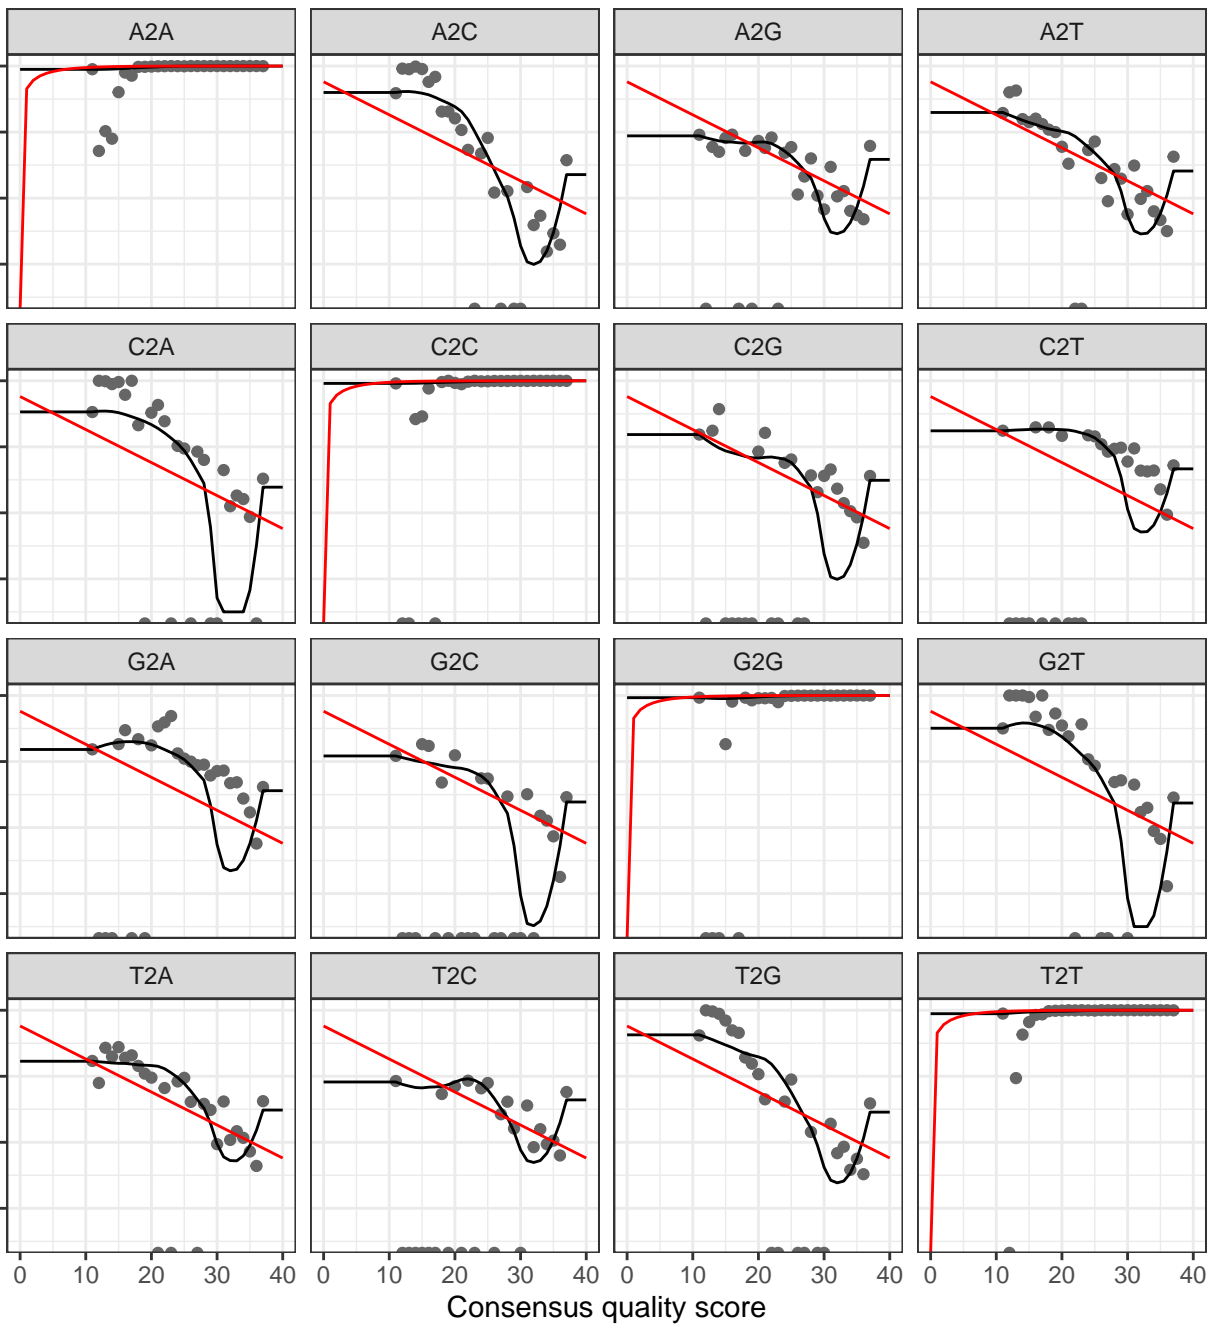 A2A A2C A2G A2T
C2A C2C C2G C2T
G2A G2C G2G G2T
T2A T2C T2G T2T
0 10 20 30 40 0 10 20 30 40 0 10 20 30 40 0 10 20 30 40
Consensus quality score